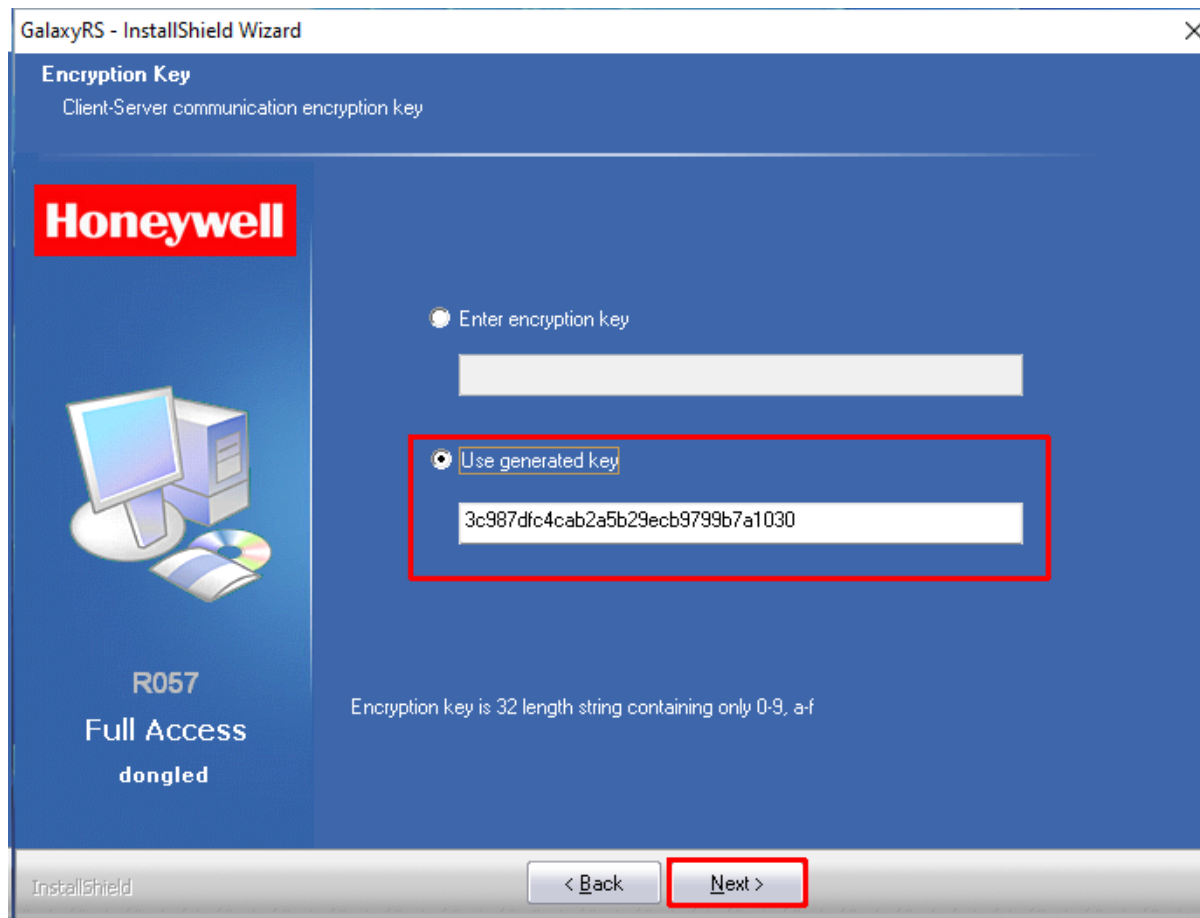 GalaxyRS - InstallShield Wizard
Encryption Key
Client-Server communication encryption key
Honeywell
Enter encryption key
Use generated key
3c987dfc4cab2a5b29ecb9799b7a1030
R057
Full Access
dongled
Encryption key is 32 length string containing only 0-9, a-f
InstallShield
< Back
Next >